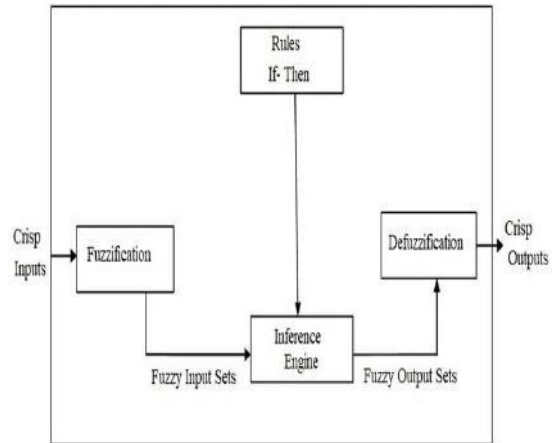 Rules
If- Then
Crisp
Inputs
Fuzzification
Defuzzification
Crisp
Outputs
Inference
Engine
Fuzzy Input Sets
Fuzzy Output Sets